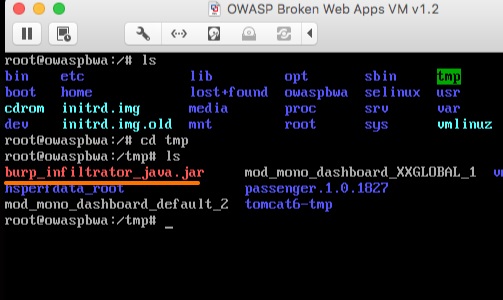 OWASP Broken Web Apps VM v1.2
root@owaspbwa:/# ls
bin etc lib opt sbin tmp
boot home lost+found owaspbwa selinux usr
cdrom initrd.img media proc srv var
dev initrd.img.old mnt root sys vmlinuz
root@owaspbwa:/# cd tmp
root@owaspbwa:/tmp# ls
burp_infiltrator_java.jar mod_mono_dashboard_XXGLOBAL_1
hsperfdata_root passenger.1.0.1827
mod_mono_dashboard_default_2 tomcat6-tmp
root@owaspbwa:/tmp# _